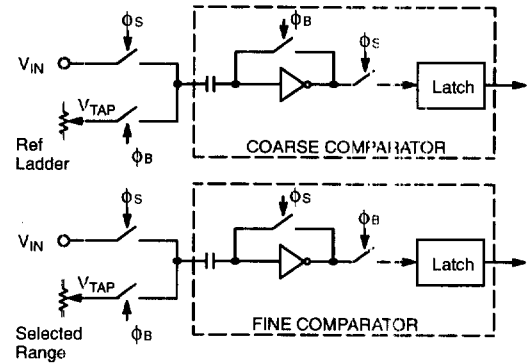 ΦS
ΦB
VIN
ΦS
VTAP
Latch
Ref
Ladder
ΦB
COARSE COMPARATOR
ΦS
ΦS
ΦB
VIN
VTAP
Latch
Selected
Range
ΦB
FINE COMPARATOR